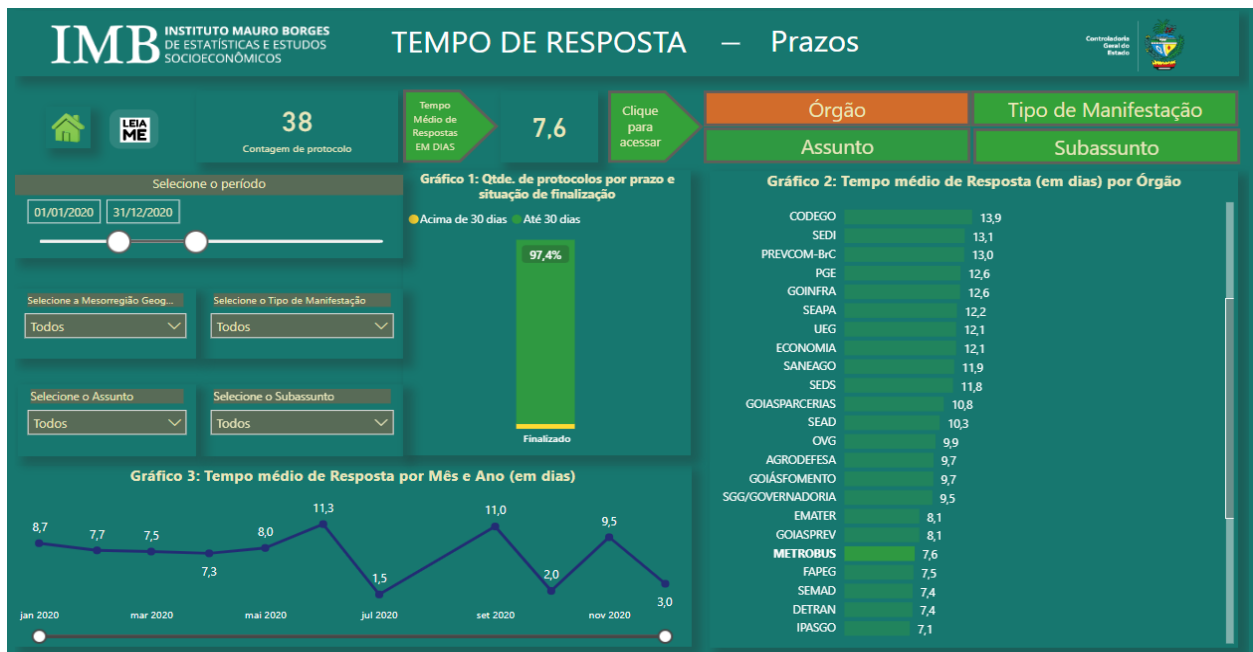 IMB
INSTITUTO MAURO BORGES
DE ESTATÍSTICAS E ESTUDOS
SOCIOECONÔMICOS
TEMPO DE RESPOSTA – Prazos
Controladoria
Geral do
Estado
LEIA
ME
38
Contagem de protocolo
Tempo
Médio de
Respostas
EM DIAS
7,6
Clique
para
acessar
Órgão
Tipo de Manifestação
Assunto
Subassunto
Selecione o período
01/01/2020
31/12/2020
Selecione a Mesorregião Geog...
Todos
Selecione o Tipo de Manifestação
Todos
Selecione o Assunto
Todos
Selecione o Subassunto
Todos
Gráfico 1: Qtde. de protocolos por prazo e
situação de finalização
Acima de 30 dias
Até 30 dias
97,4%
Finalizado
Gráfico 2: Tempo médio de Resposta (em dias) por Órgão
CODEGO 13,9
SEDI 13,1
PREVCOM-BrC 13,0
PGE 12,6
GOINFRA 12,6
SEAPA 12,2
UEG 12,1
ECONOMIA 12,1
SANEAGO 11,9
SEDS 11,8
GOIASPARCERIAS 10,8
SEAD 10,3
OVG 9,9
AGRODEFESA 9,7
GOIÁSFOMENTO 9,7
SGG/GOVERNADORIA 9,5
EMATER 8,1
GOIASPREV 8,1
METROBUS 7,6
FAPEG 7,5
SEMAD 7,4
DETRAN 7,4
IPASGO 7,1
Gráfico 3: Tempo médio de Resposta por Mês e Ano (em dias)
8,7
7,7
7,5
7,3
8,0
11,3
1,5
11,0
2,0
9,5
3,0
jan 2020
mar 2020
mai 2020
jul 2020
set 2020
nov 2020